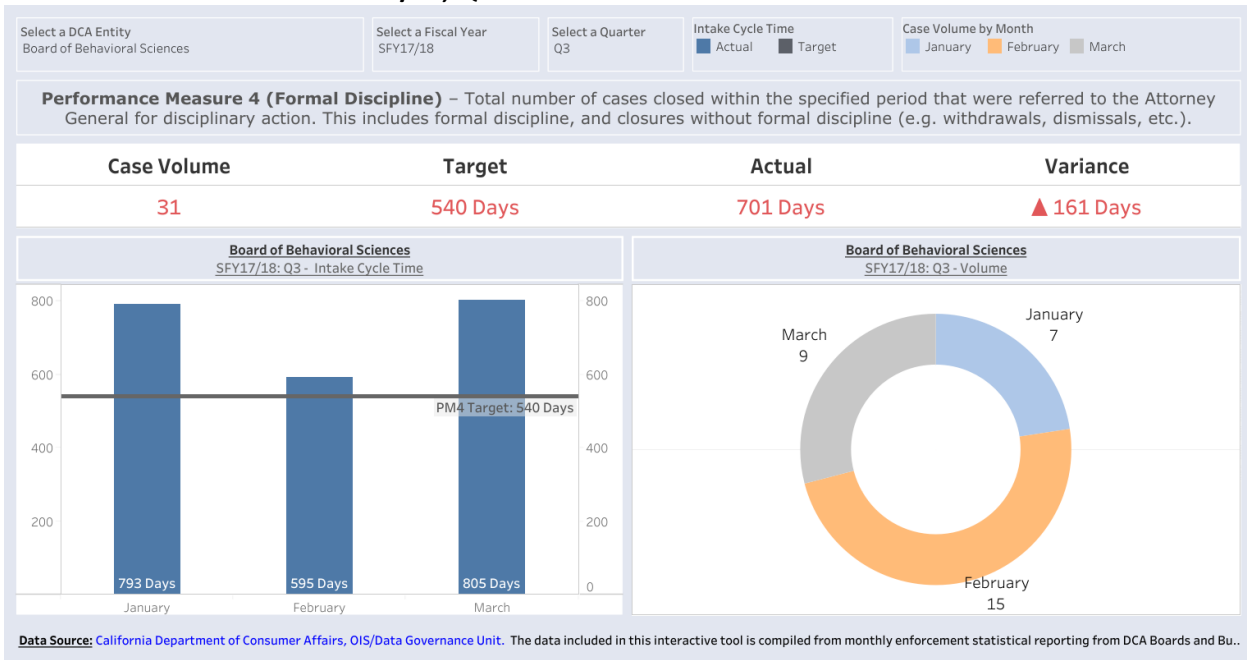 Select a DCA Entity
Board of Behavioral Sciences
Select a Fiscal Year
SFY17/18
Select a Quarter
Q3
Intake Cycle Time
Actual Target
Case Volume by Month
January February March
Performance Measure 4 (Formal Discipline) – Total number of cases closed within the specified period that were referred to the Attorney
General for disciplinary action. This includes formal discipline, and closures without formal discipline (e.g. withdrawals, dismissals, etc.).
Case Volume Target Actual Variance
31 540 Days 701 Days ▲ 161 Days
Board of Behavioral Sciences
SFY17/18: Q3 - Intake Cycle Time
800 800
600 600
PM4 Target: 540 Days
400 400
200 200
793 Days 595 Days 805 Days 0
January February March
Board of Behavioral Sciences
SFY17/18: Q3 - Volume
January
7
March
9
February
15
Data Source: California Department of Consumer Affairs, OIS/Data Governance Unit. The data included in this interactive tool is compiled from monthly enforcement statistical reporting from DCA Boards and Bu..